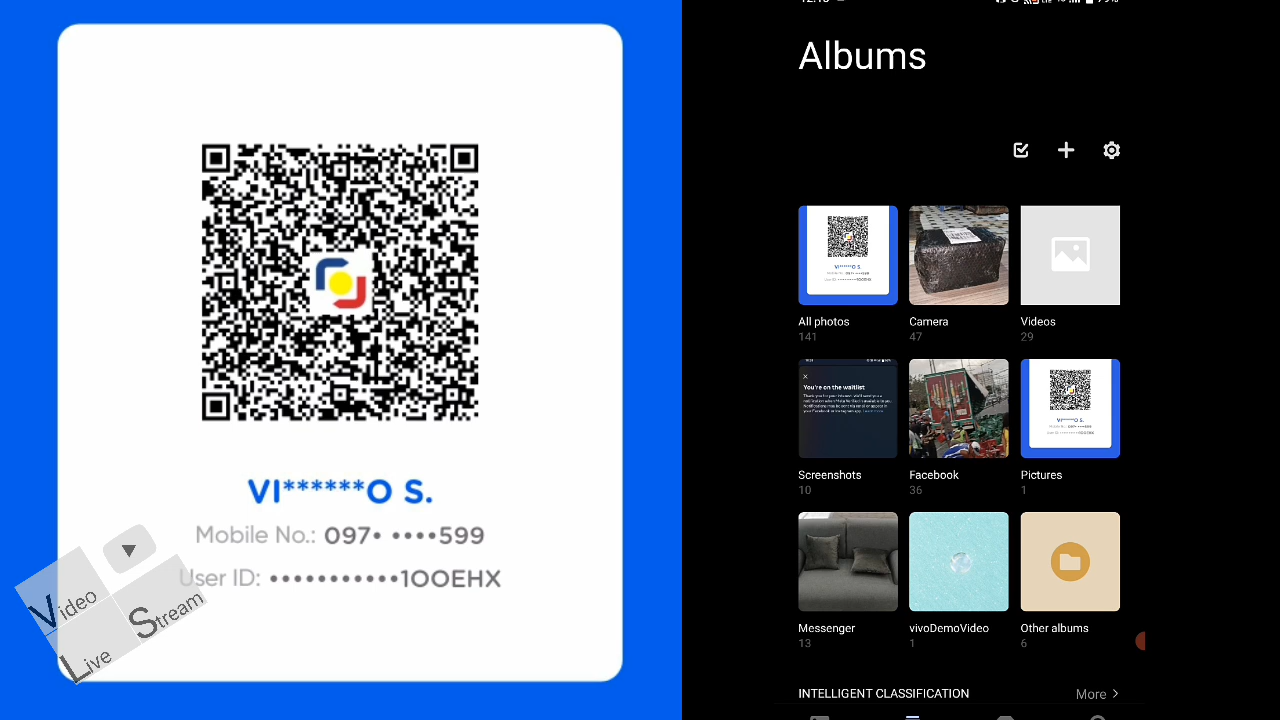 VI******O S.
Mobile No.: 097• ••••599
User ID: •••••••••••1OOEHX
Video
Live
Stream
Albums
All photos
141
Camera
47
Videos
29
You're on the waitlist
Screenshots
10
Facebook
36
Pictures
1
Messenger
13
vivoDemoVideo
1
Other albums
6
INTELLIGENT CLASSIFICATION
More >